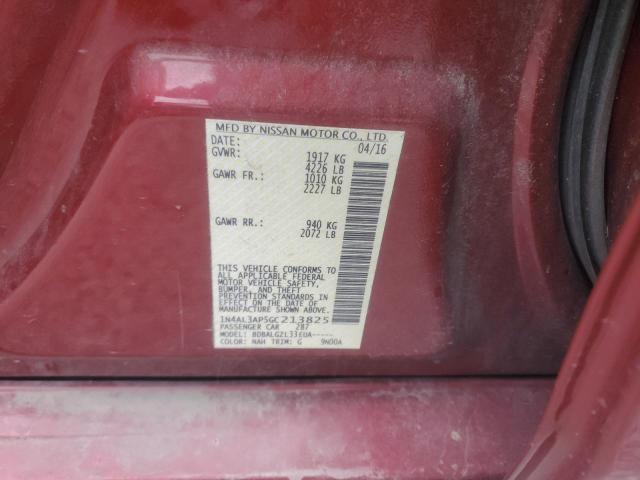 MFD BY NISSAN MOTOR CO., LTD.
DATE: 04/16
GVWR: 1917 KG
4226 LB
GAWR FR.: 1010 KG
2227 LB
GAWR RR.: 940 KG
2072 LB
THIS VEHICLE CONFORMS TO
ALL APPLICABLE FEDERAL
MOTOR VEHICLE SAFETY,
BUMPER, AND THEFT
PREVENTION STANDARDS IN
EFFECT ON THE DATE OF
MANUFACTURE SHOWN ABOVE.
1N4AL3AP5GC213825
PASSENGER CAR 287
MODEL: BDBALGZL33EUA-----
COLOR: NAH TRIM: G 9N00A